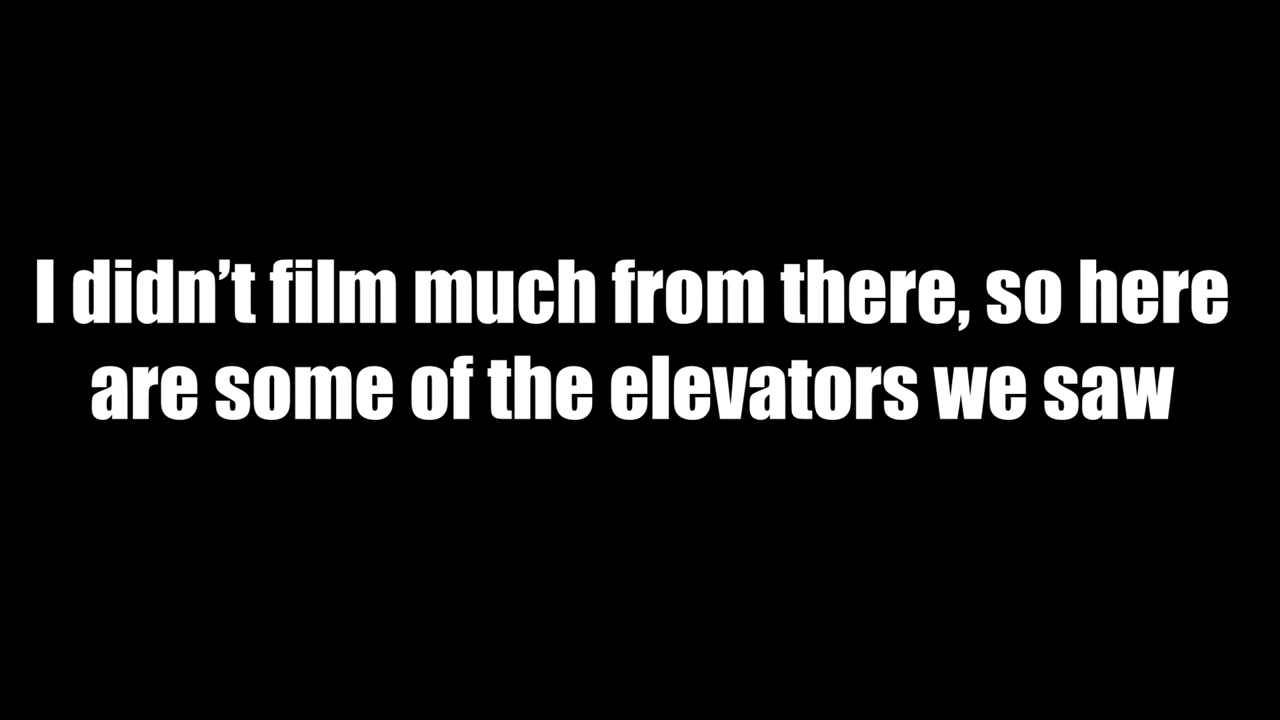 I didn’t film much from there, so here
are some of the elevators we saw